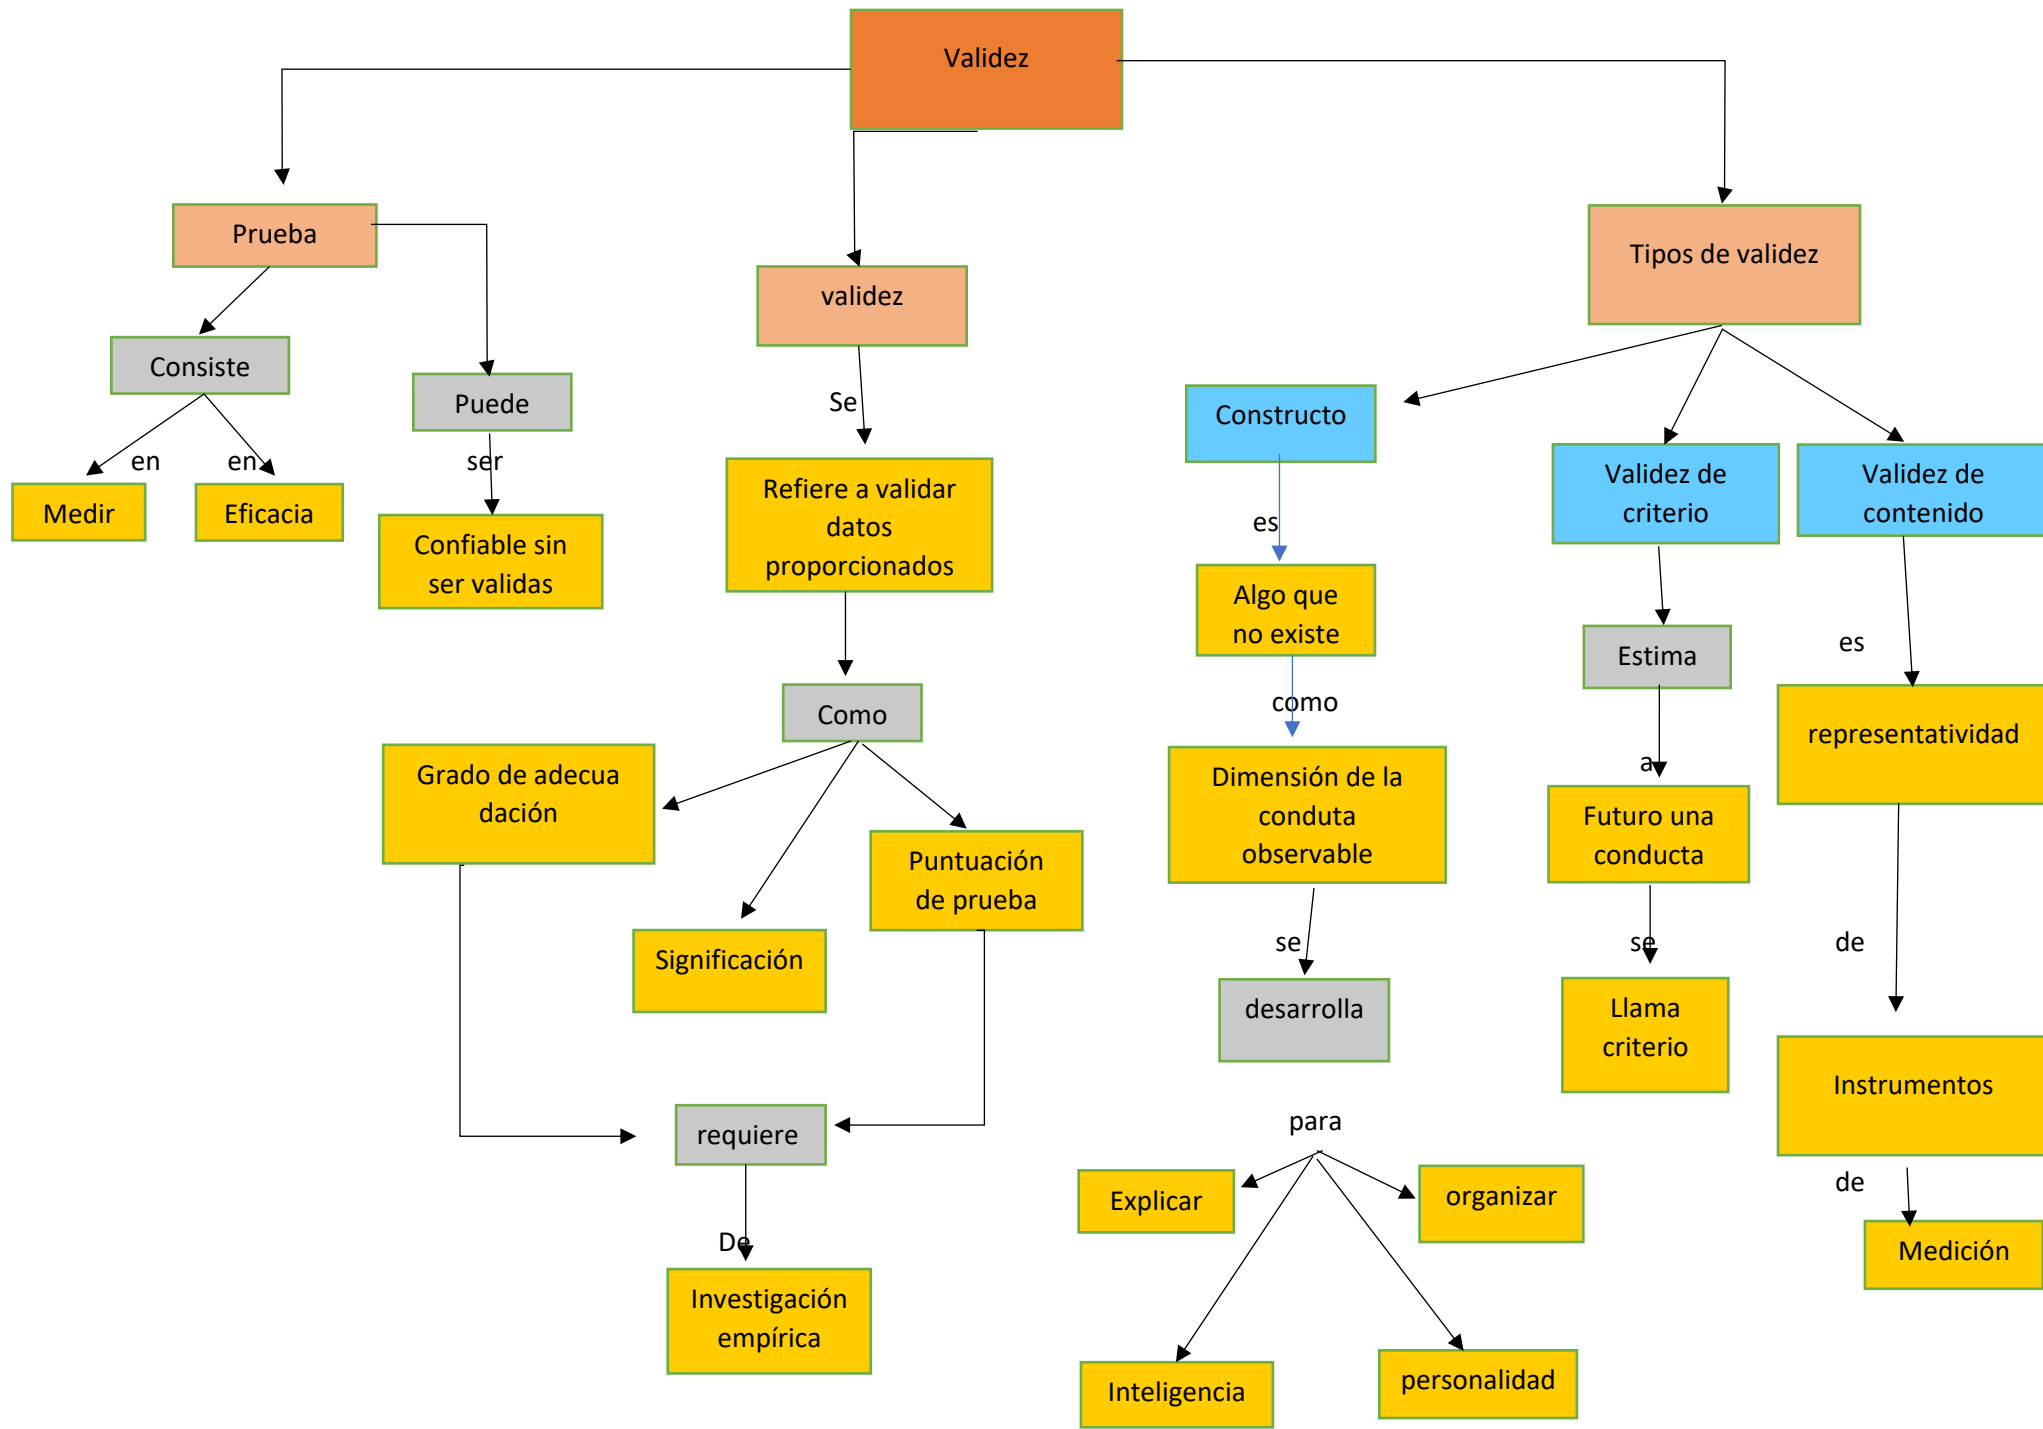 Validez
Prueba
validez
Tipos de validez
Consiste
Puede
Se
Constructo
en
en
ser
Medir
Eficacia
Confiable sin
ser validas
Refiere a validar
datos
proporcionados
Validez de
criterio
Validez de
contenido
es
Algo que
no existe
Estima
es
Como
como
representatividad
Grado de adecua
dación
Dimensión de la
conduta
observable
a
Futuro una
conducta
Puntuación
de prueba
Significación
se
se
de
desarrolla
Llama
criterio
Instrumentos
requiere
para
de
Explicar
organizar
De
Medición
Investigación
empírica
Inteligencia
personalidad